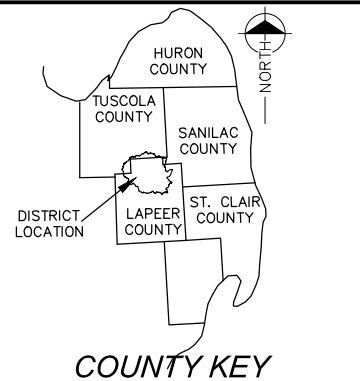 HURON
COUNTY
NORTH
TUSCOLA
COUNTY
SANILAC
COUNTY
DISTRICT
LOCATION
LAPEER
COUNTY
ST. CLAIR
COUNTY
COUNTY KEY